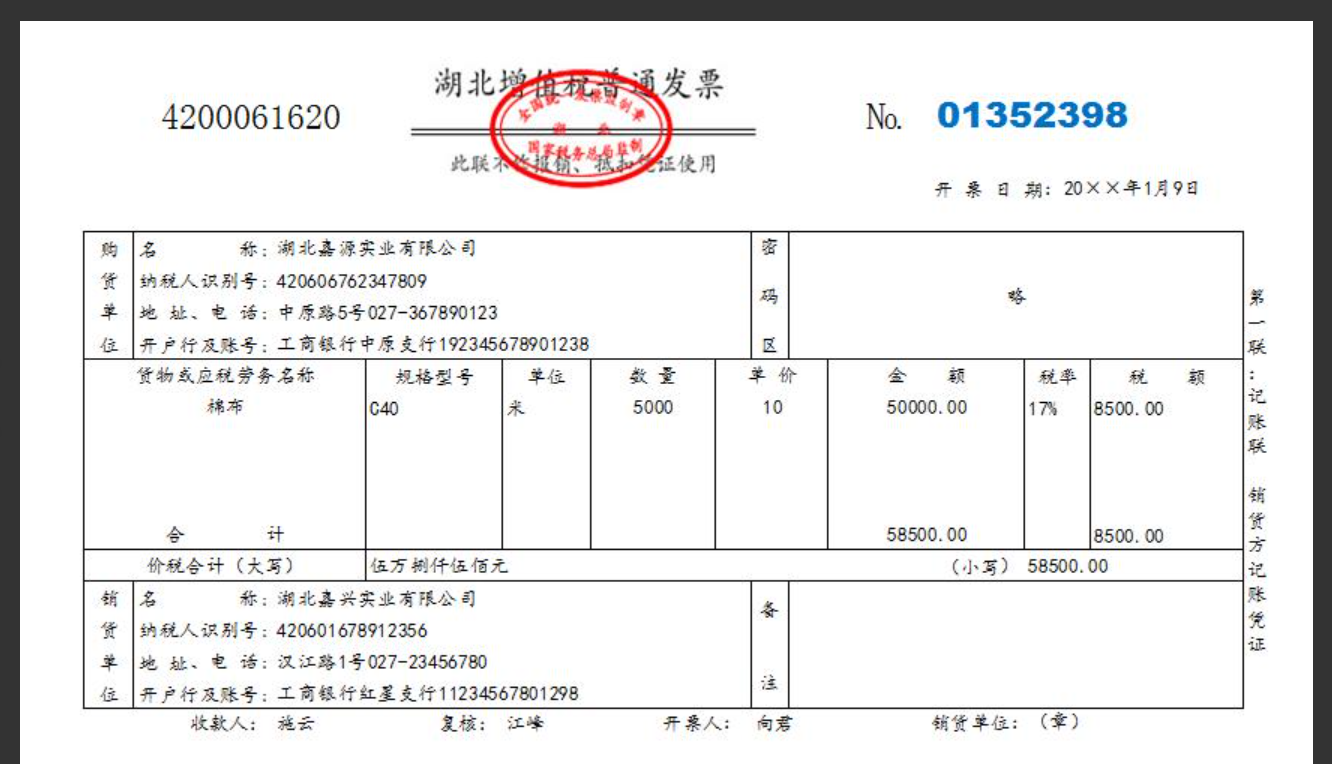 湖北增值税普通发票
4200061620
No. 01352398
全国统一发票监制章
湖北
国家税务总局监制
此联不作报销、抵扣凭证使用
开票日期: 20××年1月9日
购货单位
名 称: 湖北嘉源实业有限公司
纳税人识别号: 420606762347809
地 址、电 话: 中原路5号027-367890123
开户行及账号: 工商银行中原支行192345678901238
密码区
略
货物或应税劳务名称 规格型号 单位 数 量 单 价 金 额 税率 税 额
棉布 C40 米 5000 10 50000.00 17% 8500.00
合 计 58500.00 8500.00
价税合计（大写） 伍万捌仟伍佰元 （小写） 58500.00
销货单位
名 称: 湖北嘉兴实业有限公司
纳税人识别号: 420601678912356
地 址、电 话: 汉江路1号027-23456780
开户行及账号: 工商银行红星支行11234567801298
备注
收款人: 施云 复核: 江峰 开票人: 向君 销货单位: （章）
第一联:记账联 销货方记账凭证